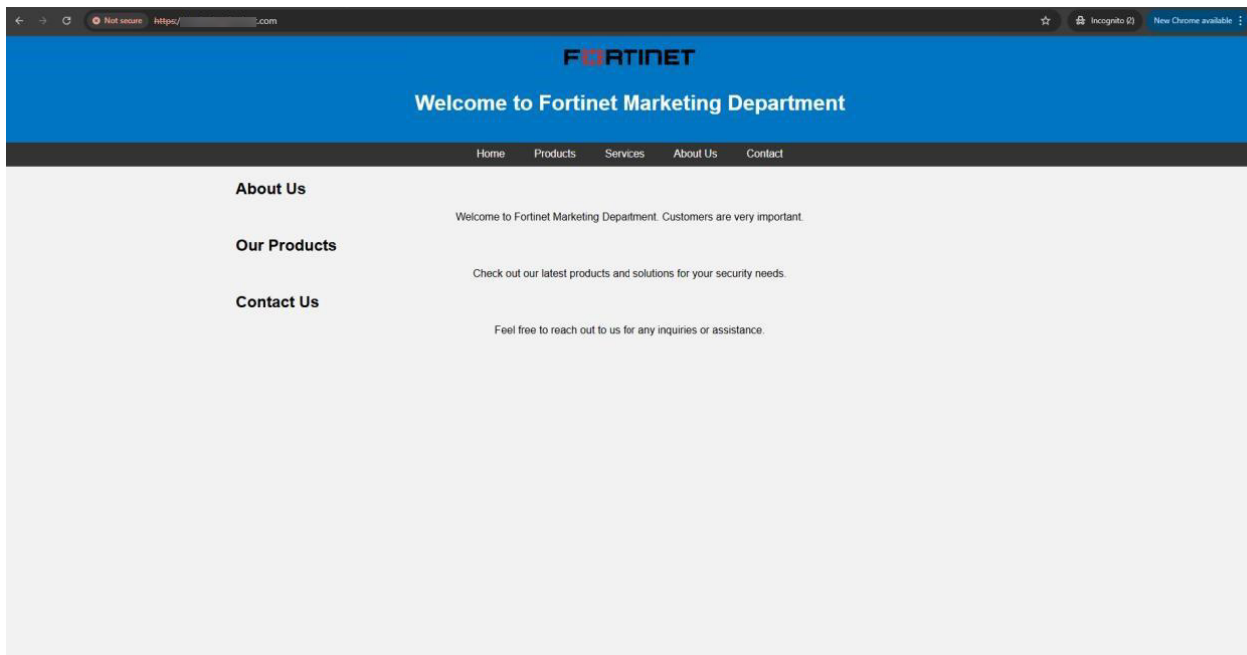 Not secure https:/ .com
Incognito (2)
New Chrome available
FORTINET
Welcome to Fortinet Marketing Department
Home Products Services About Us Contact
About Us
Welcome to Fortinet Marketing Department. Customers are very important.
Our Products
Check out our latest products and solutions for your security needs.
Contact Us
Feel free to reach out to us for any inquiries or assistance.